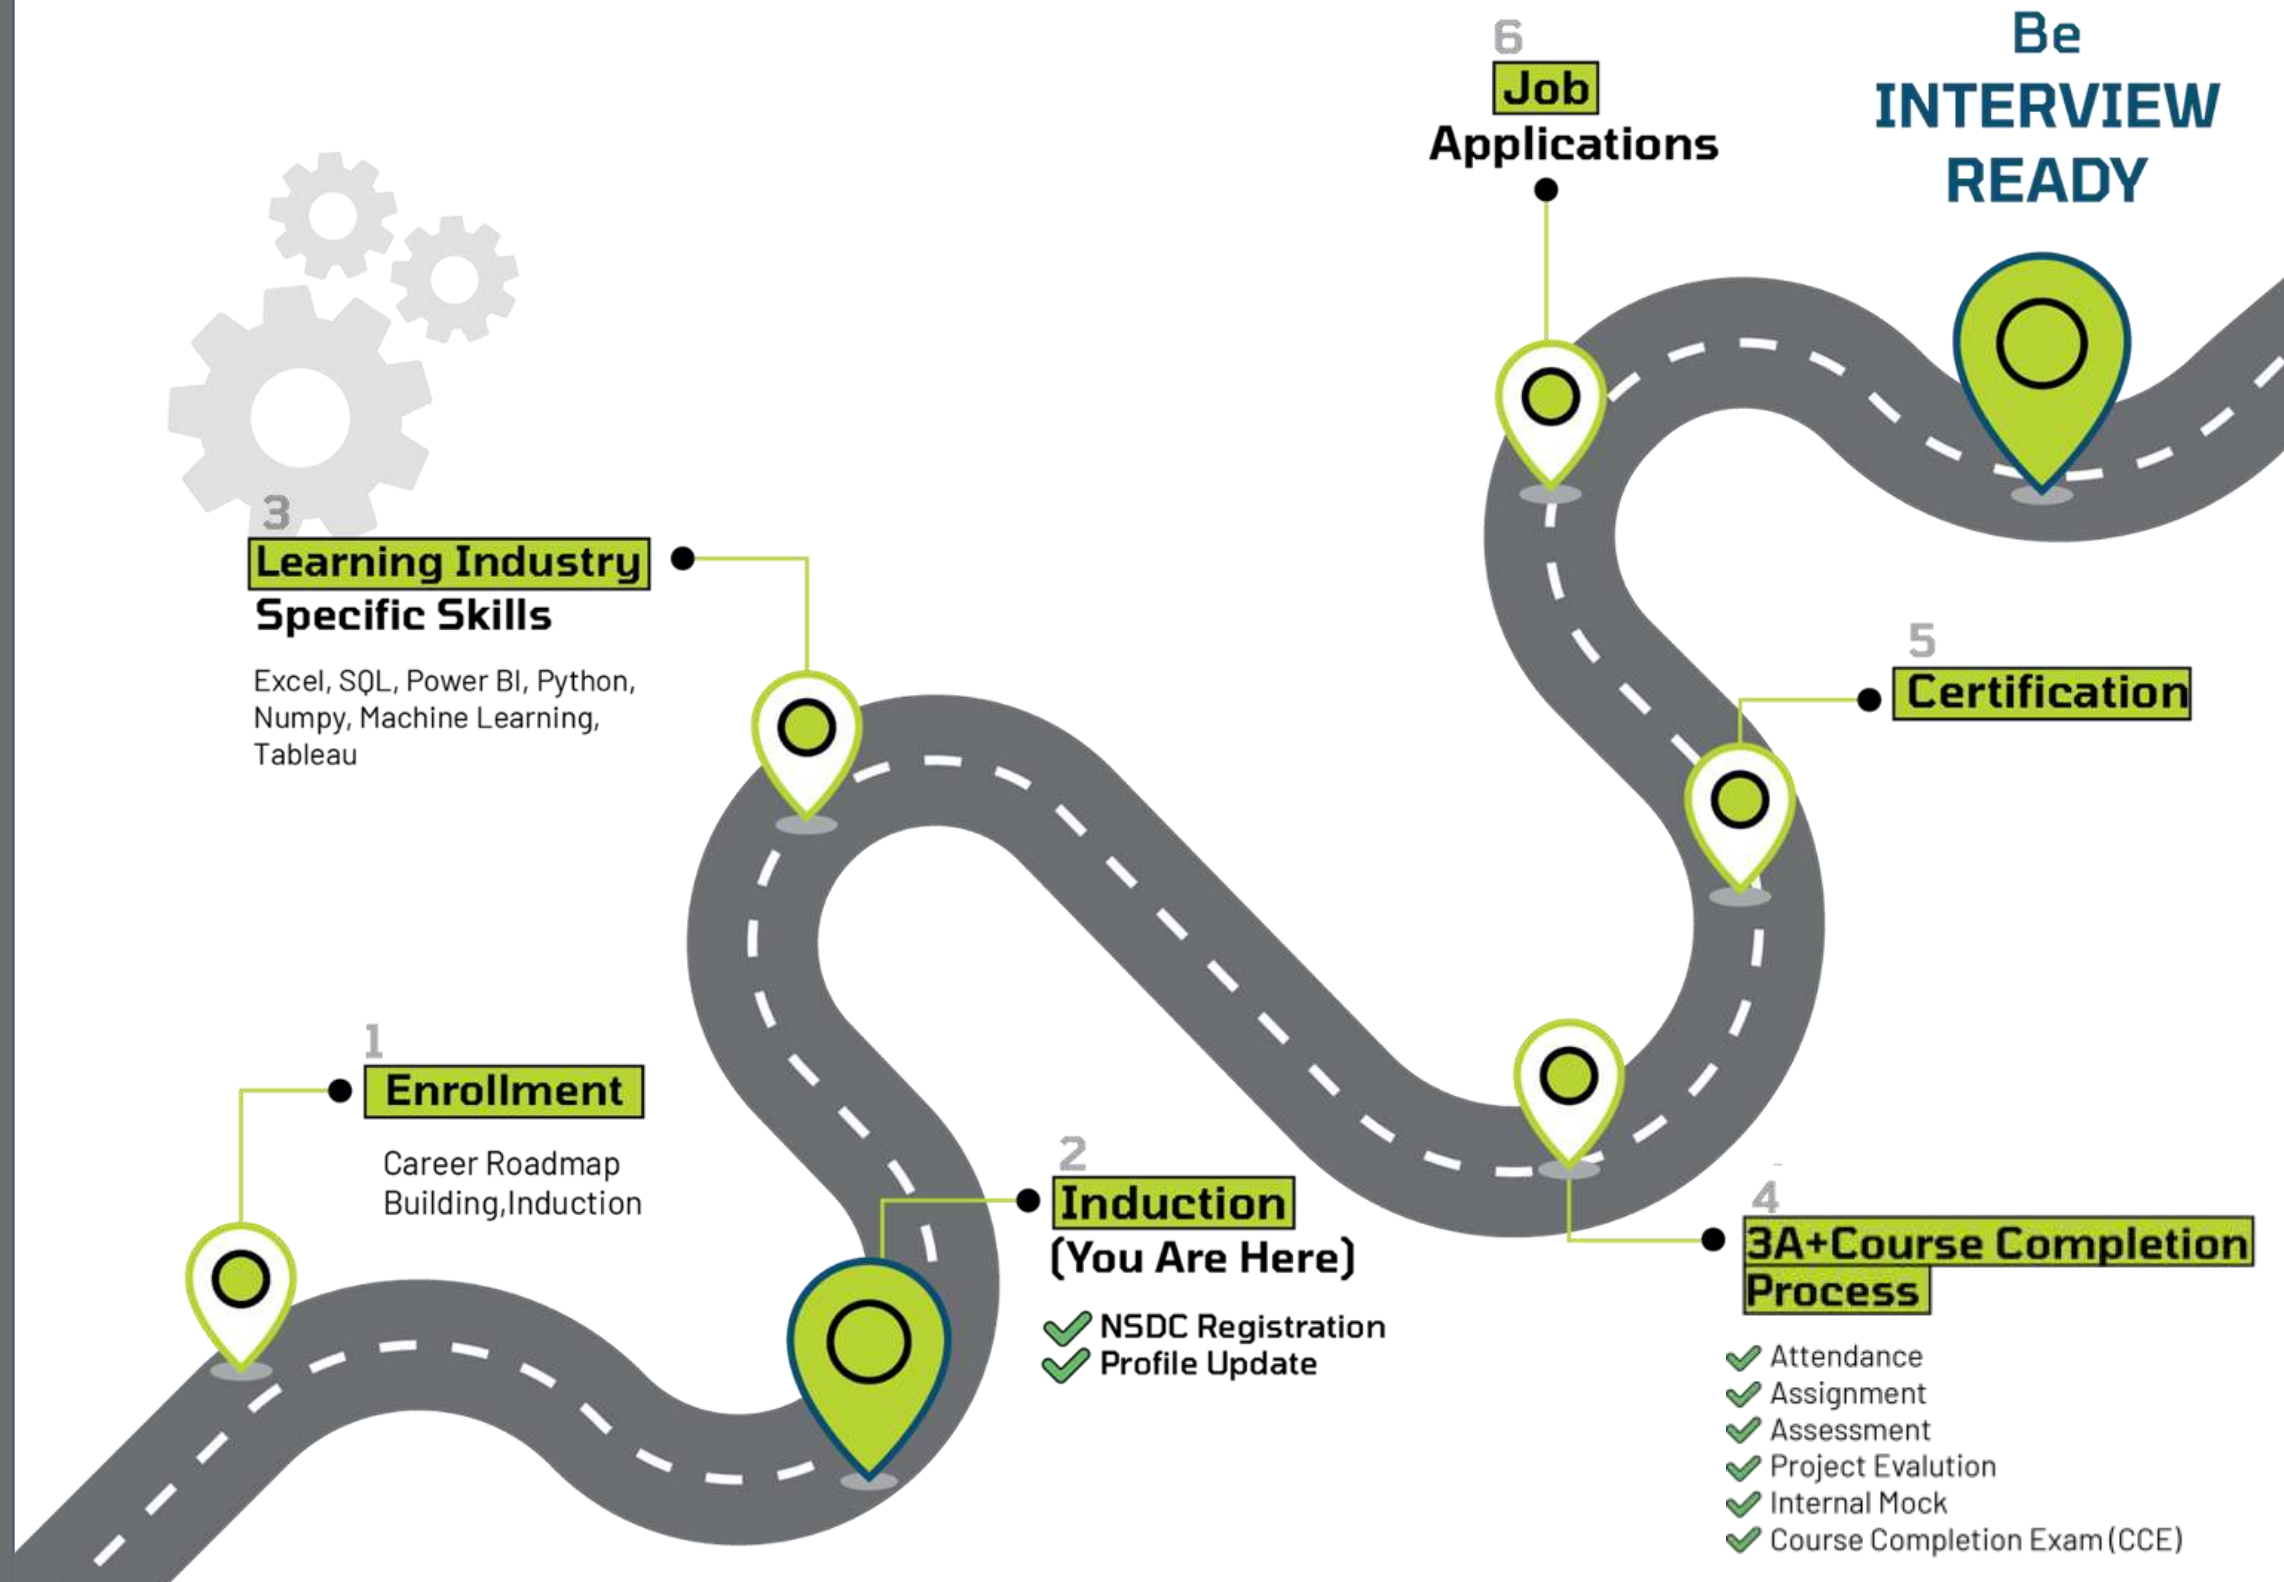 1
Enrollment
Career Roadmap
Building,Induction
2
Induction
(You Are Here)
NSDC Registration
Profile Update
3
Learning Industry
Specific Skills
Excel, SQL, Power BI, Python,
Numpy, Machine Learning,
Tableau
4
3A+Course Completion
Process
Attendance
Assignment
Assessment
Project Evalution
Internal Mock
Course Completion Exam (CCE)
5
Certification
6
Job
Applications
Be
INTERVIEW
READY